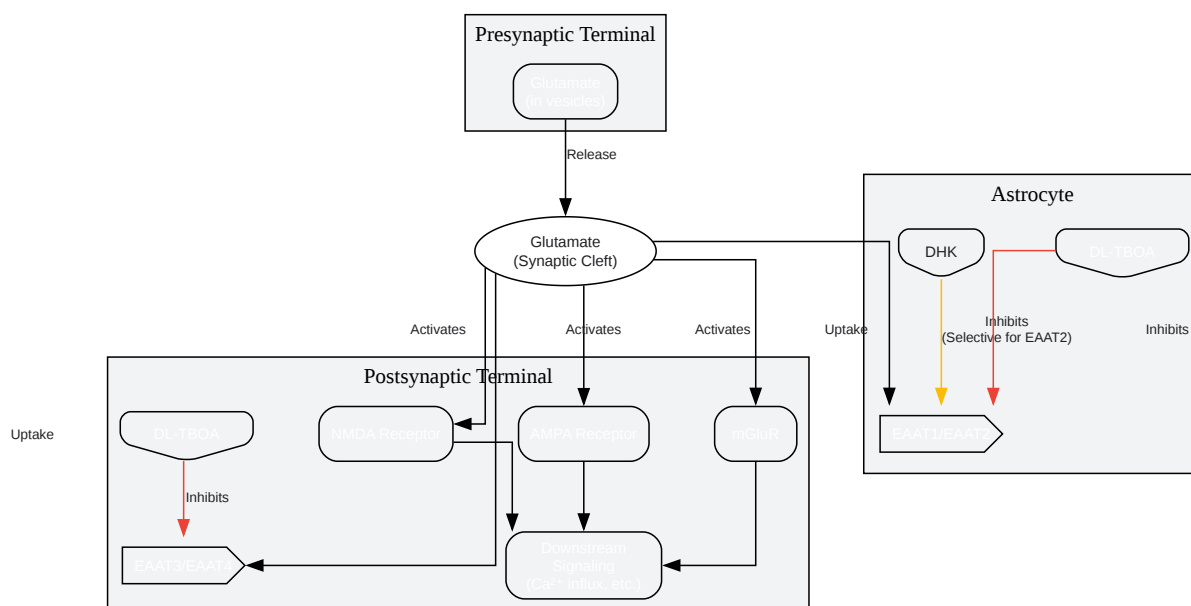 Presynaptic Terminal
Glutamate
(in vesicles)
Release
Astrocyte
Glutamate
(Synaptic Cleft)
DHK
DL-TBOA
Activates
Activates
Activates
Uptake
Inhibits
(Selective for EAAT2)
Inhibits
Postsynaptic Terminal
Uptake
DL-TBOA
NMDA Receptor
AMPA Receptor
mGluR
EAAT1/EAAT2
Inhibits
EAAT3/EAAT4
Downstream
Signaling
(Ca²⁺ influx, etc.)